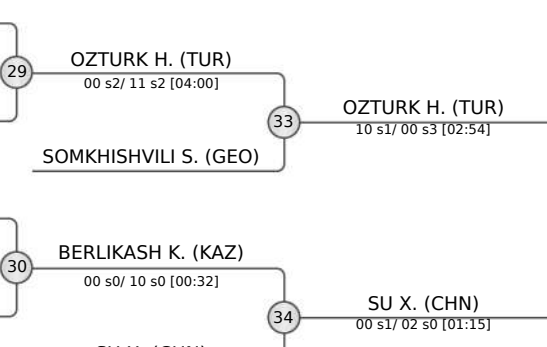 29
OZTURK H. (TUR)
00 s2/ 11 s2 [04:00]
33
OZTURK H. (TUR)
10 s1/ 00 s3 [02:54]
SOMKHISHVILI S. (GEO)
30
BERLIKASH K. (KAZ)
00 s0/ 10 s0 [00:32]
34
SU X. (CHN)
00 s1/ 02 s0 [01:15]